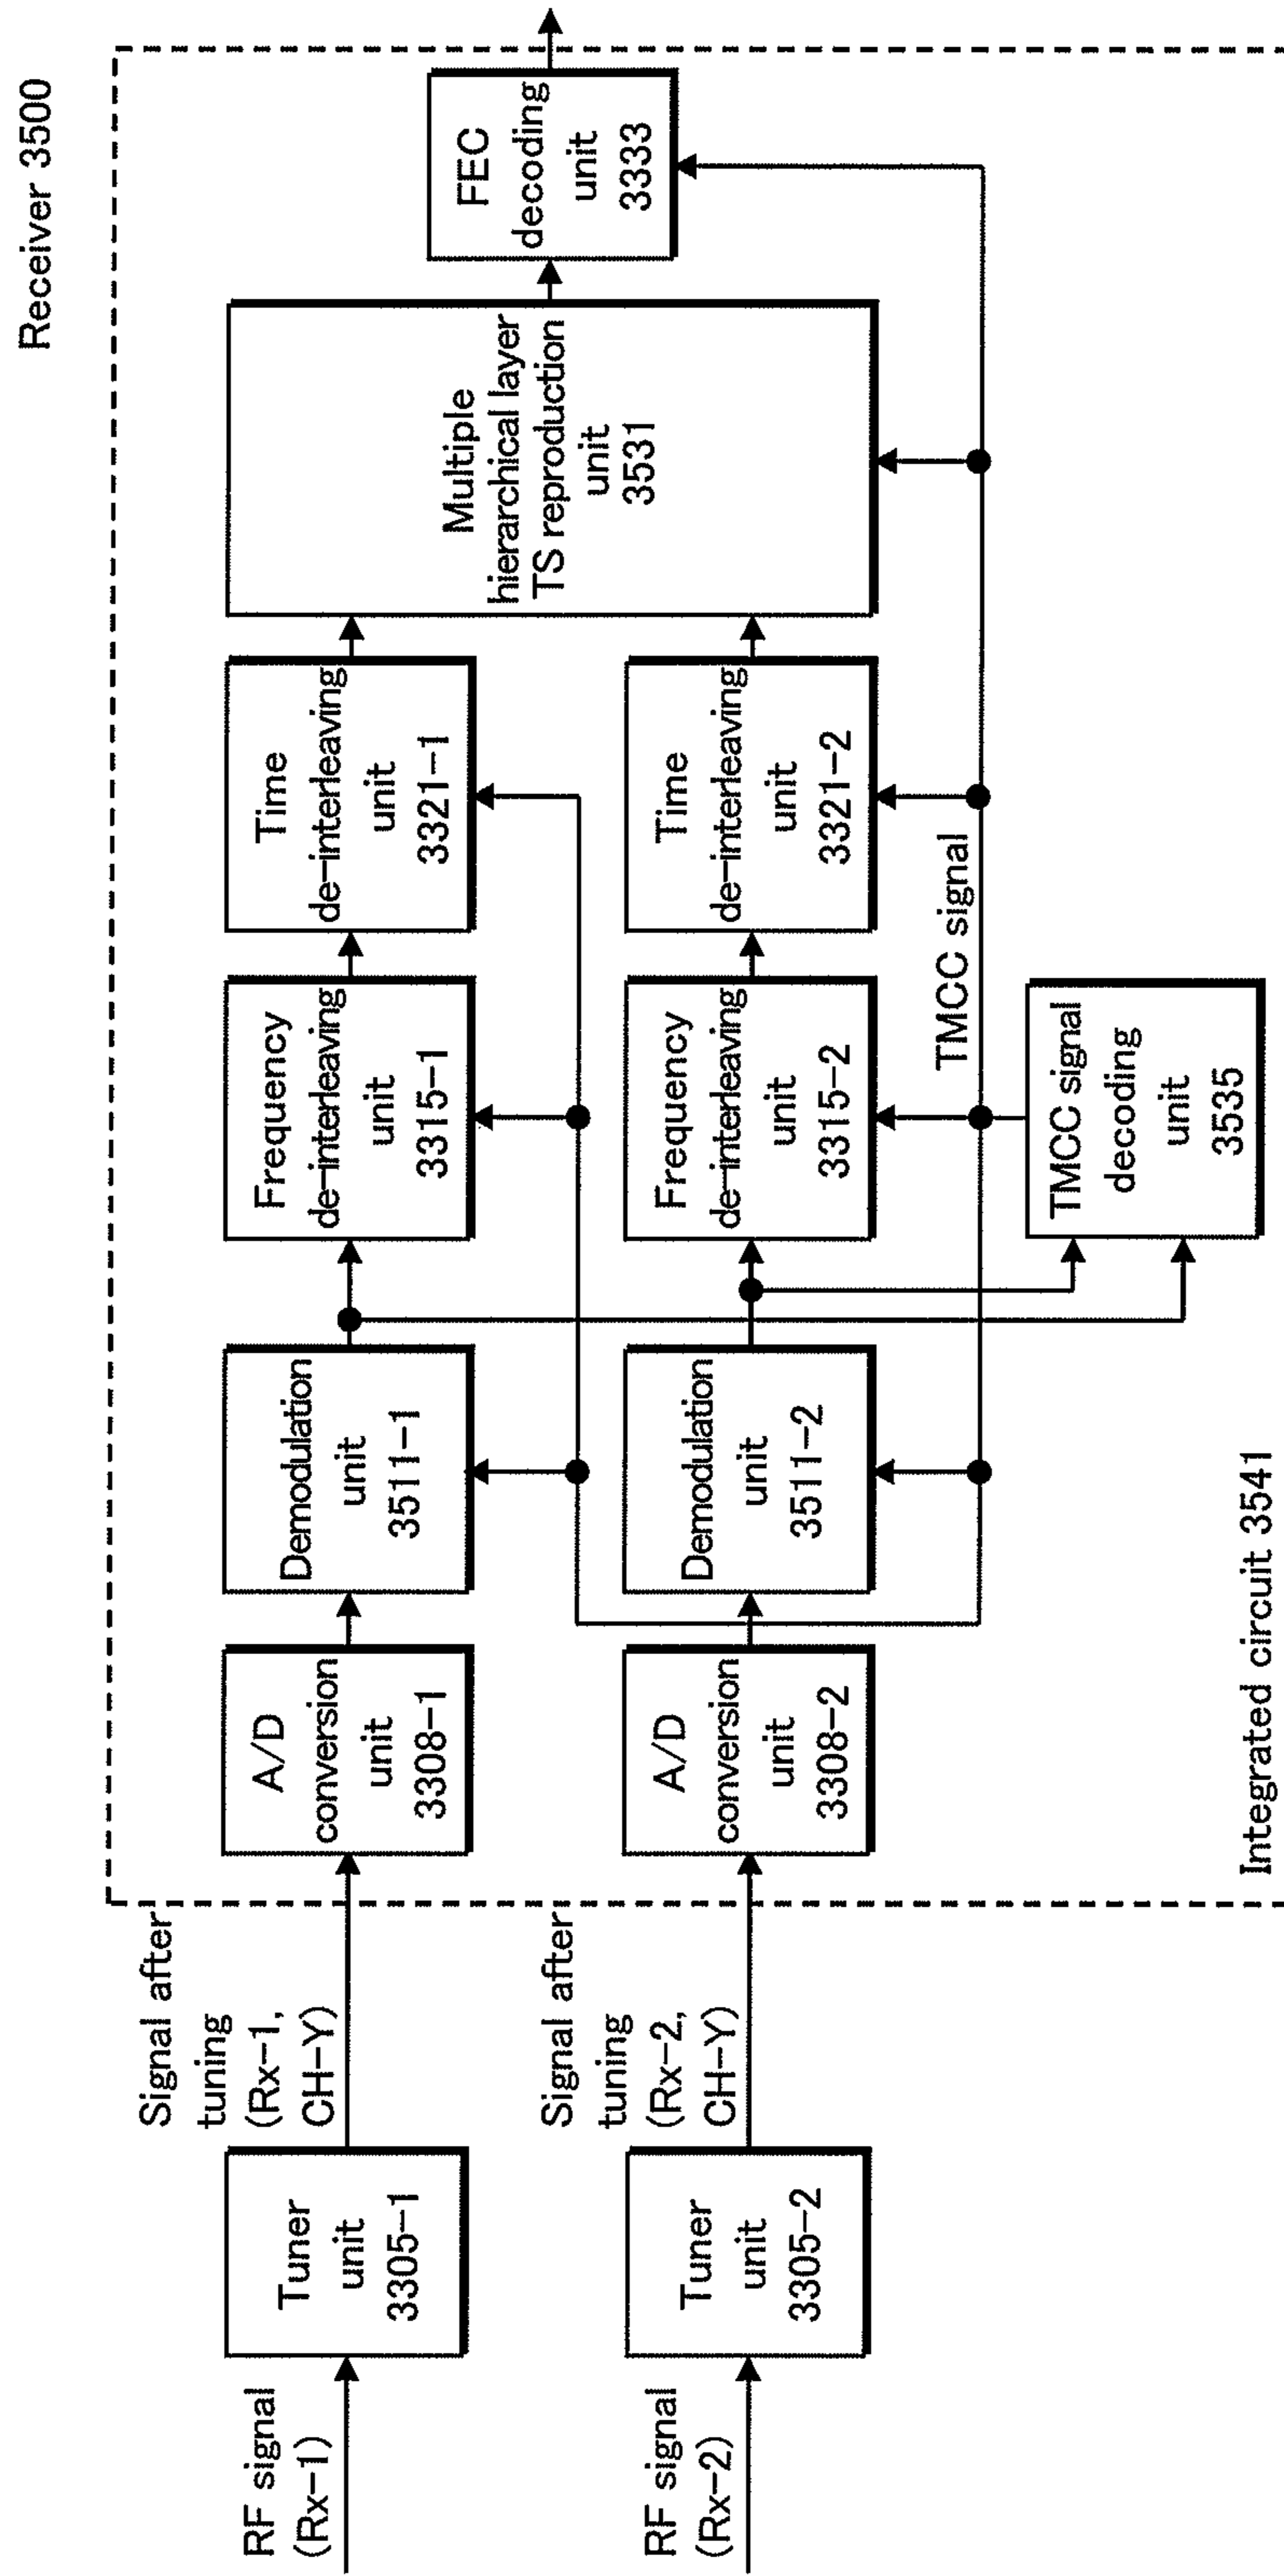 Receiver 3500
RF signal
(Rx-1)
Tuner
unit
3305-1
Signal after
tuning
(Rx-1,
CH-Y)
A/D
conversion
unit
3308-1
Demodulation
unit
3511-1
Frequency
de-interleaving
unit
3315-1
Time
de-interleaving
unit
3321-1
Multiple
hierarchical layer
TS reproduction
unit
3531
FEC
decoding
unit
3333
RF signal
(Rx-2)
Tuner
unit
3305-2
Signal after
tuning
(Rx-2,
CH-Y)
A/D
conversion
unit
3308-2
Demodulation
unit
3511-2
Frequency
de-interleaving
unit
3315-2
Time
de-interleaving
unit
3321-2
TMCC signal
TMCC signal
decoding
unit
3535
Integrated circuit 3541